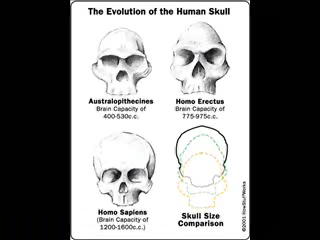 The Evolution of the Human Skull
Australopithecines
Brain Capacity of
400-530c.c.
Homo Erectus
Brain Capacity of
775-975c.c.
Homo Sapiens
(Brain Capacity of
1200-1600c.c.)
Skull Size
Comparison
©2001 HowStuffWorks